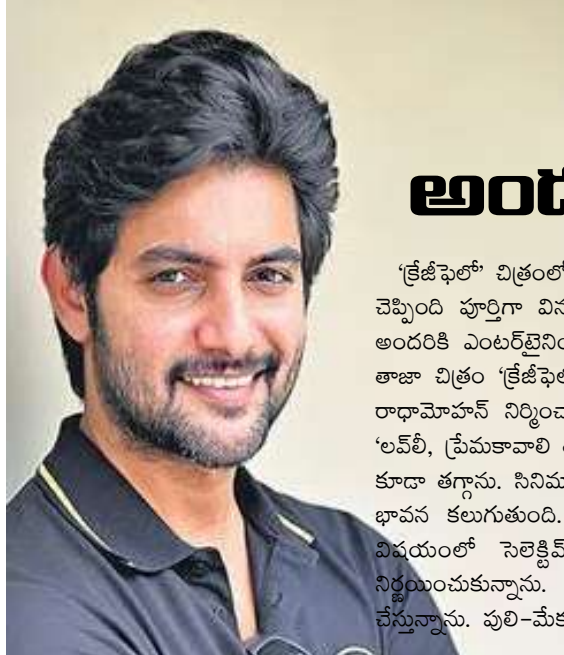 అంద
‘క్రేజీఫెలో’ చిత్రంలో
చెప్పింది పూర్తిగా విన
అందరికి ఎంటర్‌టైనిం
తాజా చిత్రం ‘క్రేజీఫెల
రాధామోహన్ నిర్మించ
‘లవ్‌లీ, ప్రేమకావాలి
కూడా తగ్గాను. సినిమ
భావన కలుగుతుంది.
విషయంలో సెలెక్టివ్
నిర్ణయించుకున్నాను.
చేస్తున్నాను. పులి-మేక